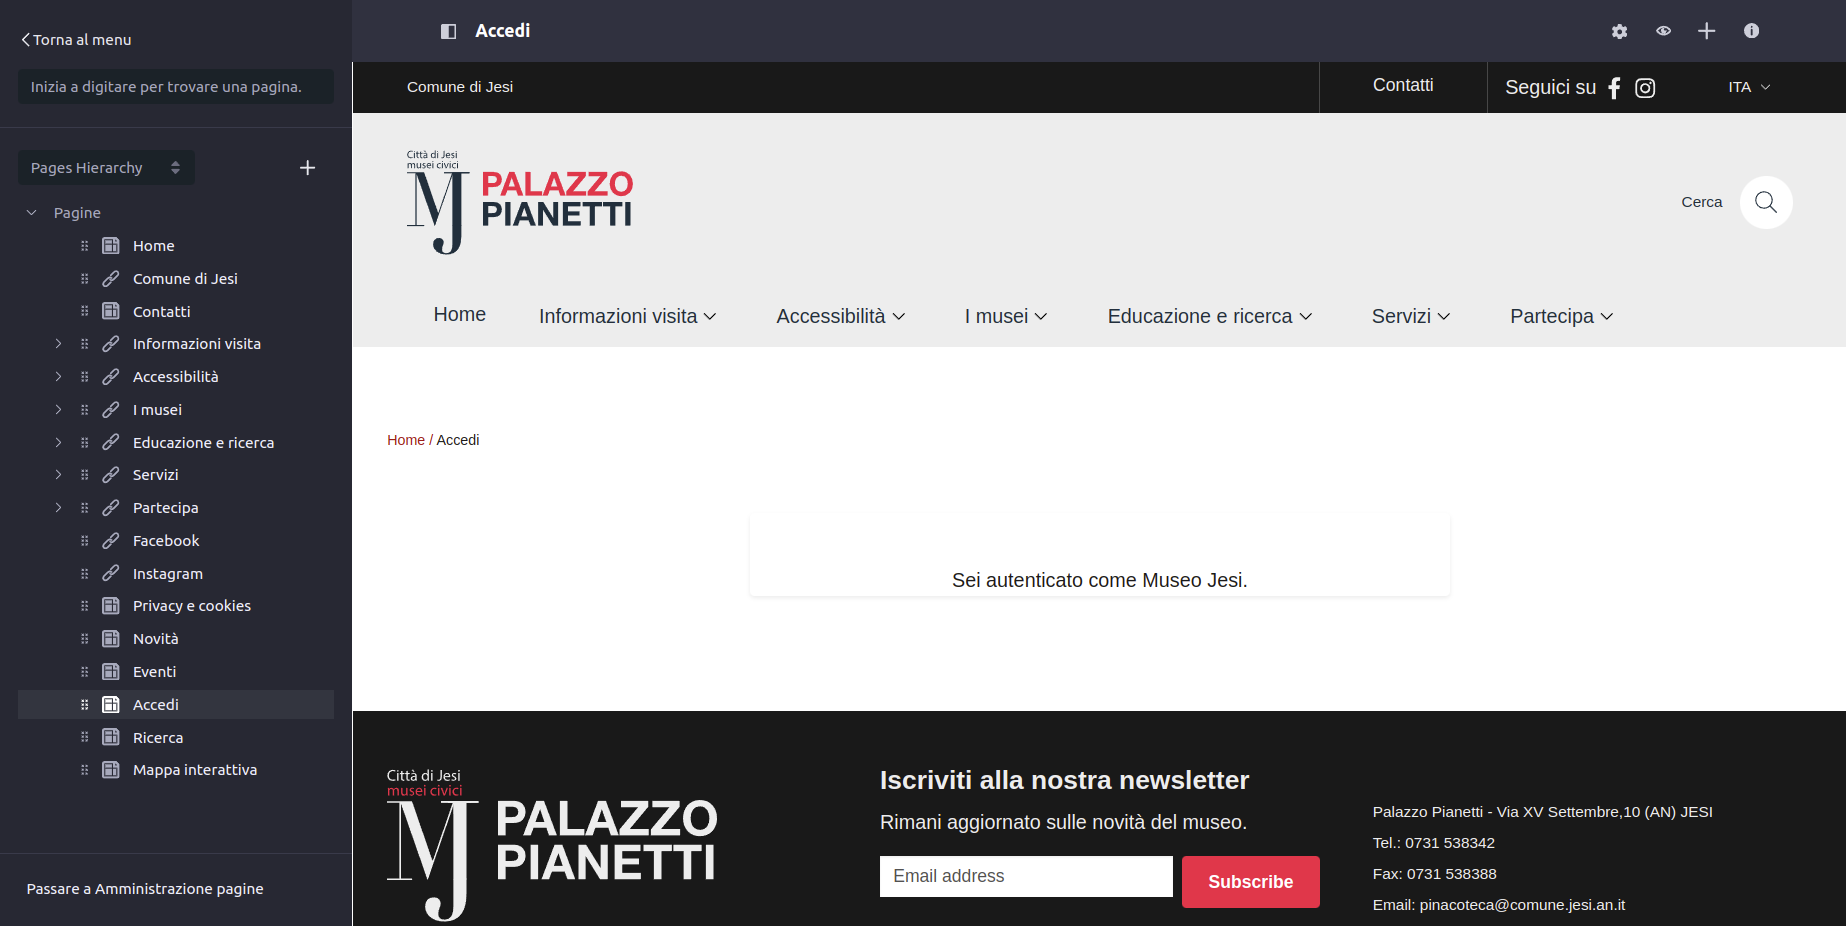 Torna al menu
Inizia a digitare per trovare una pagina.
Pages Hierarchy
Pagine
Home
Comune di Jesi
Contatti
Informazioni visita
Accessibilità
I musei
Educazione e ricerca
Servizi
Partecipa
Facebook
Instagram
Privacy e cookies
Novità
Eventi
Accedi
Ricerca
Mappa interattiva
Passare a Amministrazione pagine
Accedi
Comune di Jesi
Contatti
Seguici su
ITA
Città di Jesi
musei civici
MJ
PALAZZO
PIANETTI
Cerca
Home Informazioni visita Accessibilità I musei Educazione e ricerca Servizi Partecipa
Home / Accedi
Sei autenticato come Museo Jesi.
Città di Jesi
musei civici
MJ
PALAZZO
PIANETTI
Iscriviti alla nostra newsletter
Rimani aggiornato sulle novità del museo.
Email address
Subscribe
Palazzo Pianetti - Via XV Settembre,10 (AN) JESI
Tel.: 0731 538342
Fax: 0731 538388
Email: pinacoteca@comune.jesi.an.it